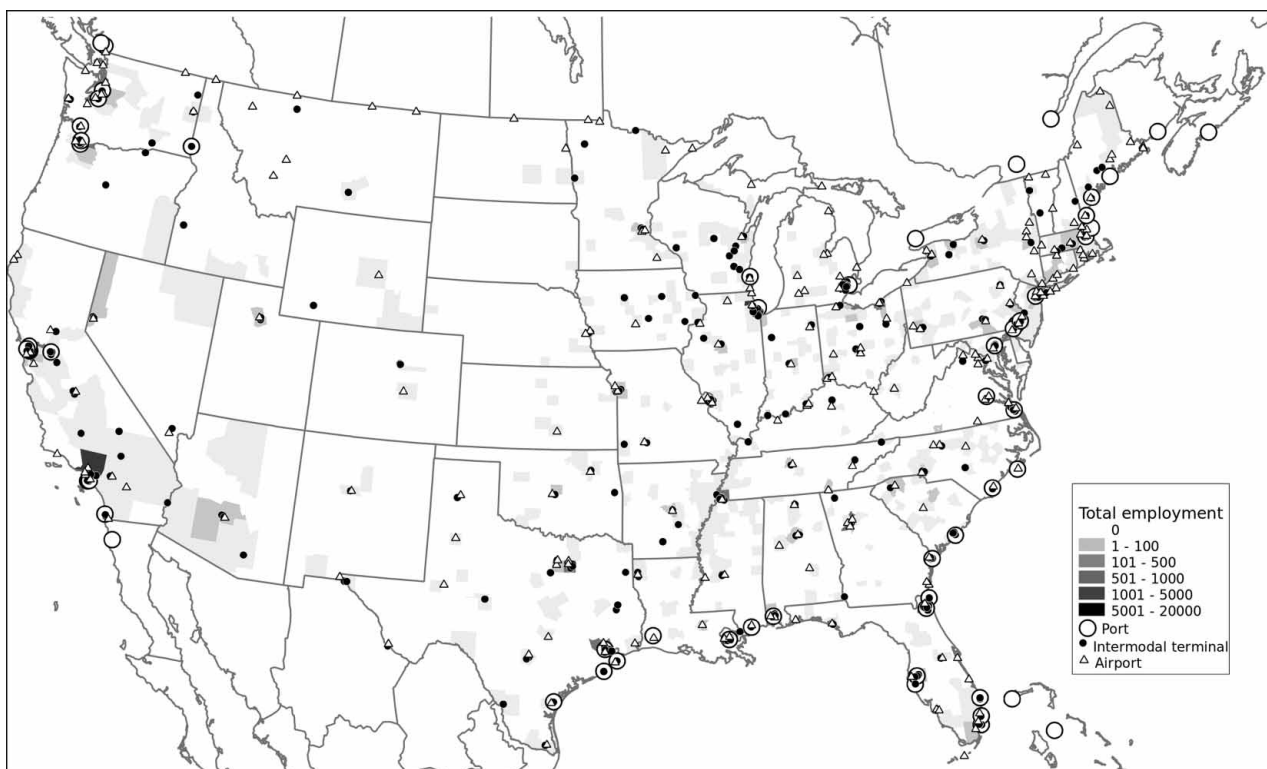 Total employment
0
1 - 100
101 - 500
501 - 1000
1001 - 5000
5001 - 20000
Port
Intermodal terminal
Airport